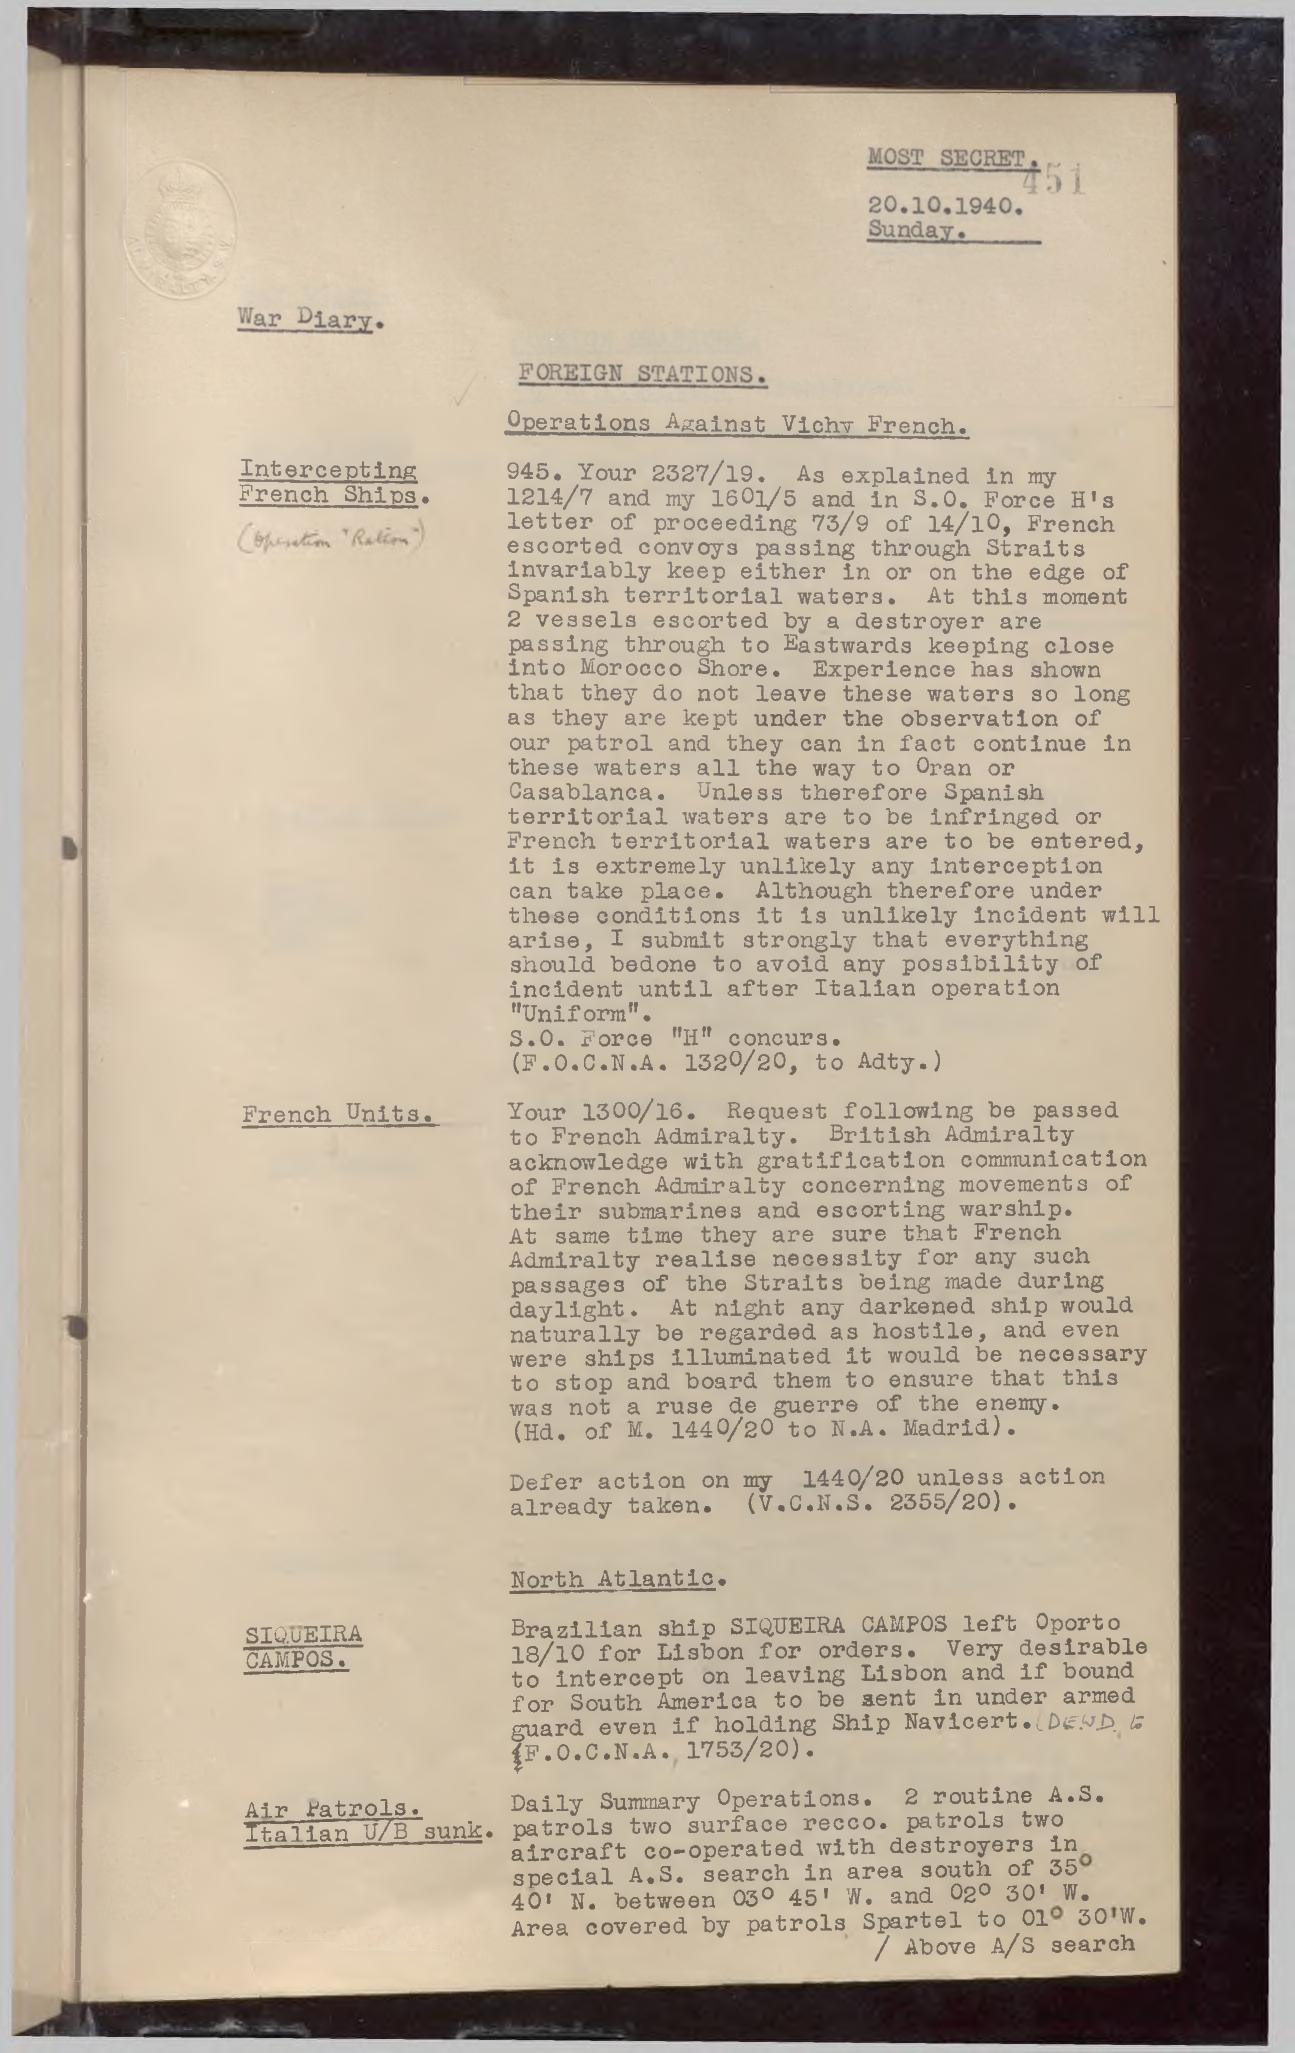 MOST SECRET.
451
20.10.1940.
Sunday.
War Diary.
FOREIGN STATIONS.
Operations Against Vichy French.
Intercepting
French Ships.
(Operation "Ration")
945. Your 2327/19. As explained in my
1214/7 and my 1601/5 and in S.O. Force H's
letter of proceeding 73/9 of 14/10, French
escorted convoys passing through Straits
invariably keep either in or on the edge of
Spanish territorial waters. At this moment
2 vessels escorted by a destroyer are
passing through to Eastwards keeping close
into Morocco Shore. Experience has shown
that they do not leave these waters so long
as they are kept under the observation of
our patrol and they can in fact continue in
these waters all the way to Oran or
Casablanca. Unless therefore Spanish
territorial waters are to be infringed or
French territorial waters are to be entered,
it is extremely unlikely any interception
can take place. Although therefore under
these conditions it is unlikely incident will
arise, I submit strongly that everything
should bedone to avoid any possibility of
incident until after Italian operation
"Uniform".
S.O. Force "H" concurs.
(F.O.C.N.A. 1320/20, to Adty.)
French Units.
Your 1300/16. Request following be passed
to French Admiralty. British Admiralty
acknowledge with gratification communication
of French Admiralty concerning movements of
their submarines and escorting warship.
At same time they are sure that French
Admiralty realise necessity for any such
passages of the Straits being made during
daylight. At night any darkened ship would
naturally be regarded as hostile, and even
were ships illuminated it would be necessary
to stop and board them to ensure that this
was not a ruse de guerre of the enemy.
(Hd. of M. 1440/20 to N.A. Madrid).
Defer action on my 1440/20 unless action
already taken. (V.C.N.S. 2355/20).
North Atlantic.
SIQUEIRA
CAMPOS.
Brazilian ship SIQUEIRA CAMPOS left Oporto
18/10 for Lisbon for orders. Very desirable
to intercept on leaving Lisbon and if bound
for South America to be sent in under armed
guard even if holding Ship Navicert. (D.E.W.D. to
F.O.C.N.A. 1753/20).
Air Patrols.
Italian U/B sunk.
Daily Summary Operations. 2 routine A.S.
patrols two surface recco. patrols two
aircraft co-operated with destroyers in
special A.S. search in area south of 35°
40' N. between 03° 45' W. and 02° 30' W.
Area covered by patrols Spartel to 01° 30'W.
/ Above A/S search